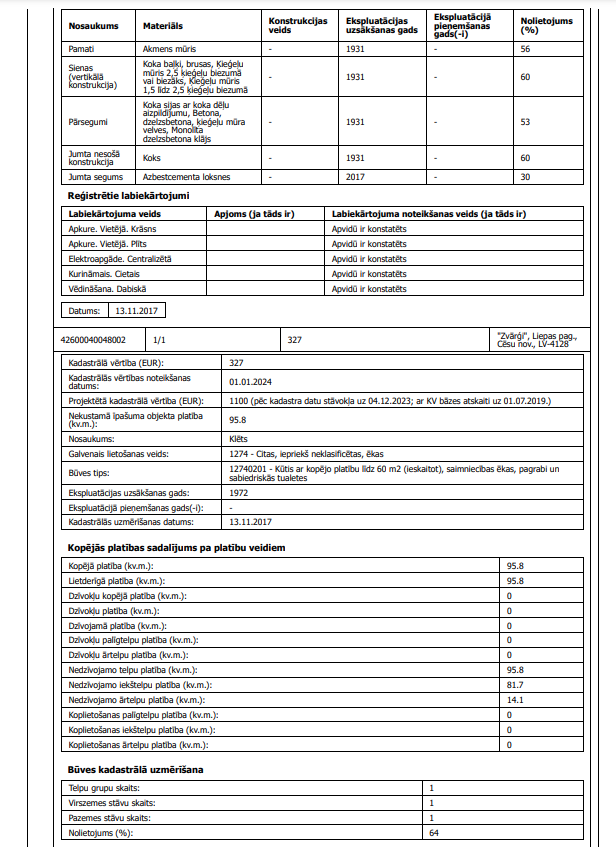 Nosaukums Materiāls Konstrukcijas veids Ekspluatācijas uzsākšanas gads Ekspluatācijā pieņemšanas gads(-i) Nolietojums (%)
Pamati Akmens mūris - 1931 - 56
Sienas (vertikālā konstrukcija) Koka baļķi, brusas, Ķieģeļu mūris 2,5 ķieģeļu biezumā vai biezāks, Ķieģeļu mūris 1,5 līdz 2,5 ķieģeļu biezumā - 1931 - 60
Pārsegumi Koka sijas ar koka dēļu aizpildījumu, Betona, dzelzsbetona, ķieģeļu mūra velves, Monolīta dzelzsbetona klājs - 1931 - 53
Jumta nesošā konstrukcija Koks - 1931 - 60
Jumta segums Azbestcementa loksnes - 2017 - 30
Reģistrētie labiekārtojumi
Labiekārtojuma veids Apjoms (ja tāds ir) Labiekārtojuma noteikšanas veids (ja tāds ir)
Apkure. Vietējā. Krāsns Apvidū ir konstatēts
Apkure. Vietējā. Plīts Apvidū ir konstatēts
Elektroapgāde. Centralizētā Apvidū ir konstatēts
Kurināmais. Cietais Apvidū ir konstatēts
Vēdināšana. Dabiskā Apvidū ir konstatēts
Datums: 13.11.2017
42600040048002 1/1 327 "Zvārģi", Liepas pag., Cēsu nov., LV-4128
Kadastrālā vērtība (EUR): 327
Kadastrālās vērtības noteikšanas datums: 01.01.2024
Projektētā kadastrālā vērtība (EUR): 1100 (pēc kadastra datu stāvokļa uz 04.12.2023; ar KV bāzes atskaiti uz 01.07.2019.)
Nekustamā īpašuma objekta platība (kv.m.): 95.8
Nosaukums: Klēts
Galvenais lietošanas veids: 1274 - Citas, iepriekš neklasificētas, ēkas
Būves tips: 12740201 - Kūtis ar kopējo platību līdz 60 m2 (ieskaitot), saimniecības ēkas, pagrabi un sabiedriskās tualetes
Ekspluatācijas uzsākšanas gads: 1972
Ekspluatācijā pieņemšanas gads(-i): -
Kadastrālās uzmērīšanas datums: 13.11.2017
Kopējās platības sadalījums pa platību veidiem
Kopējā platība (kv.m.): 95.8
Lietderīgā platība (kv.m.): 95.8
Dzīvokļu kopējā platība (kv.m.): 0
Dzīvokļu platība (kv.m.): 0
Dzīvojamā platība (kv.m.): 0
Dzīvokļu palīgtelpu platība (kv.m.): 0
Dzīvokļu ārtelpu platība (kv.m.): 0
Nedzīvojamo telpu platība (kv.m.): 95.8
Nedzīvojamo iekštelpu platība (kv.m.): 81.7
Nedzīvojamo ārtelpu platība (kv.m.): 14.1
Koplietošanas palīgtelpu platība (kv.m.): 0
Koplietošanas iekštelpu platība (kv.m.): 0
Koplietošanas ārtelpu platība (kv.m.): 0
Būves kadastrālā uzmērīšana
Telpu grupu skaits: 1
Virszemes stāvu skaits: 1
Pazemes stāvu skaits: 1
Nolietojums (%): 64